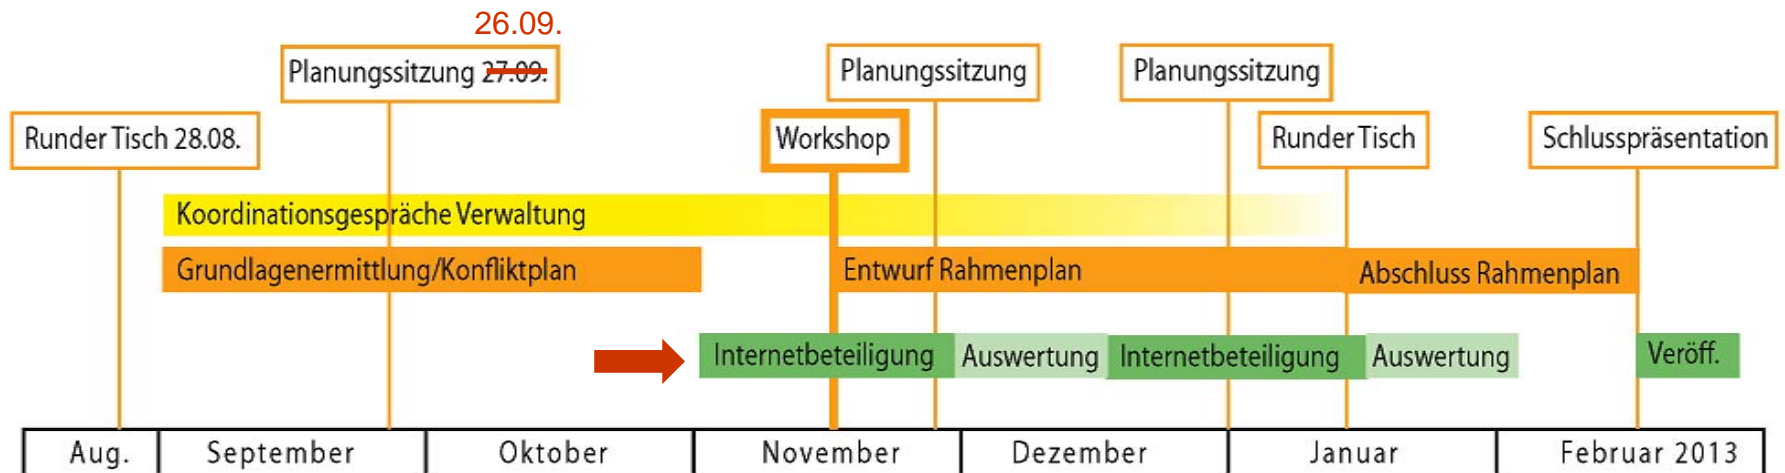 26.09.
Planungssitzung 27.09.
Planungssitzung
Planungssitzung
Runder Tisch 28.08.
Workshop
Runder Tisch
Schlusspräsentation
Koordinationsgespräche Verwaltung
Grundlagenermittlung/Konfliktplan
Entwurf Rahmenplan
Abschluss Rahmenplan
Internetbeteiligung
Auswertung
Internetbeteiligung
Auswertung
Veröff.
Aug.
September
Oktober
November
Dezember
Januar
Februar 2013